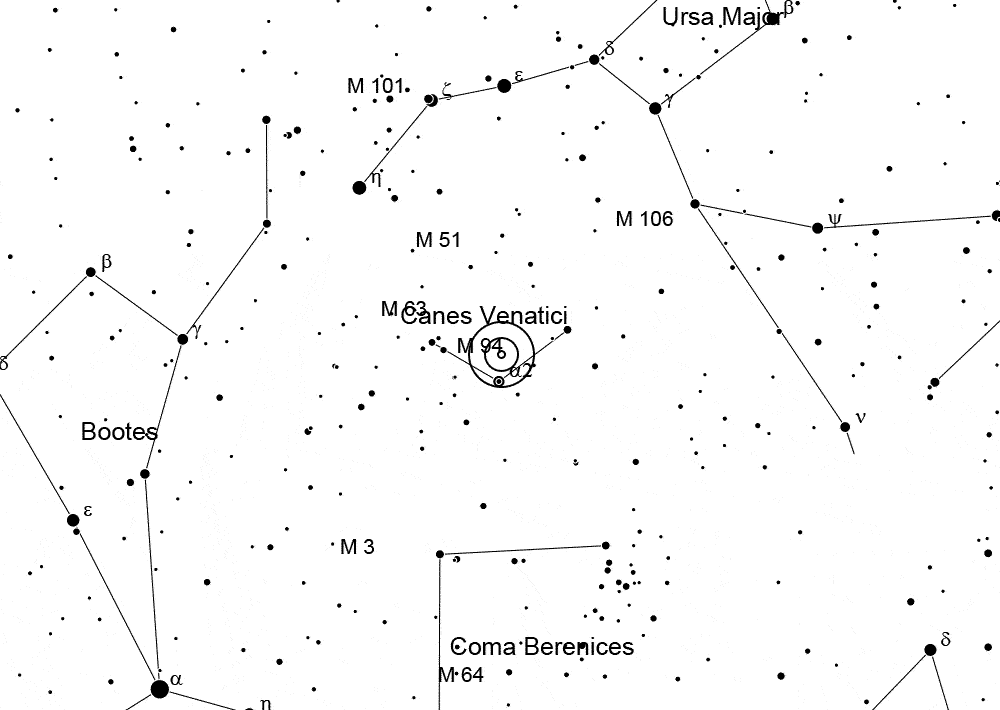 Ursa Major β
δ
M 101 ζ ε
γ
η
M 106 ψ
M 51
β
M 63
Canes Venatici
γ
M 94
δ
α2
ν
Bootes
ε
M 3
Coma Berenices
δ
M 64
α
η